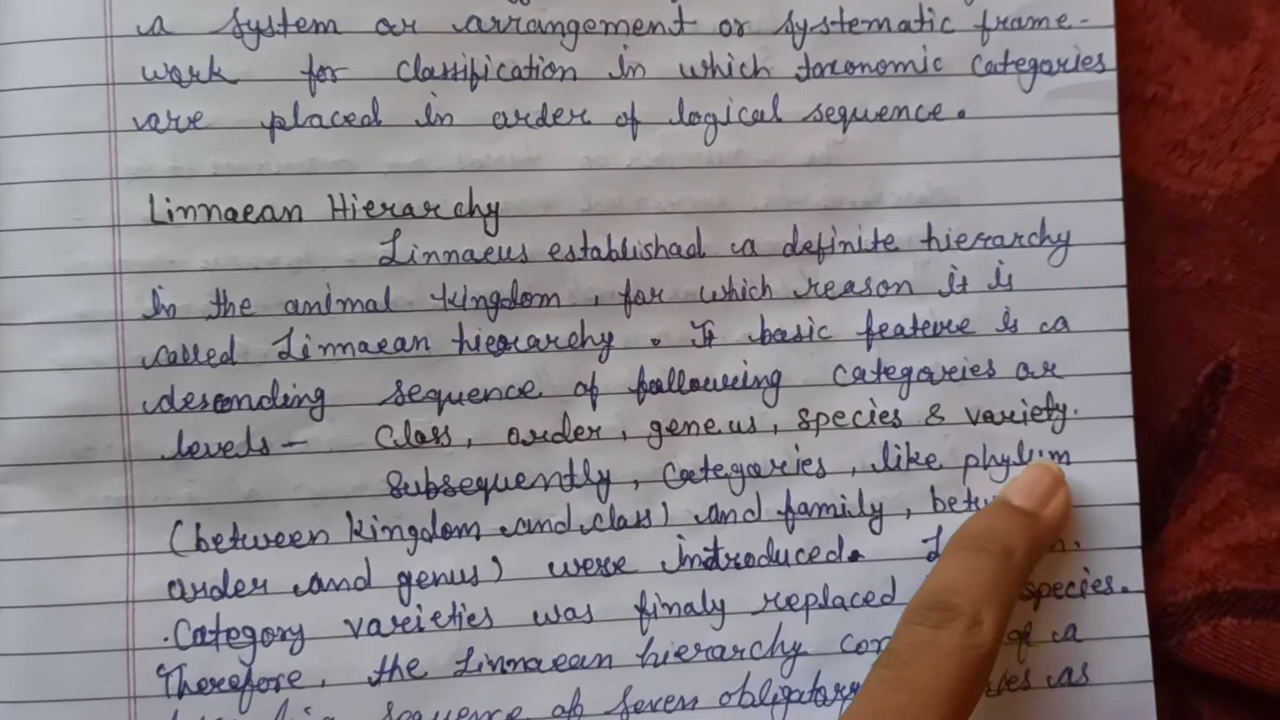 a system or arrangement or systematic frame-
work for classification in which taxonomic categories
are placed in order of logical sequence.
Linnaean Hierarchy
Linnaeus established a definite hierarchy
in the animal kingdom, for which reason it is
called Linnaean hierarchy. It basic feature is a
descending sequence of following categories or
levels - Class, order, geneus, species & variety.
Subsequently, categories, like phylum
(between kingdom and class) and family,
order and genus) were introduced.
Category varieties was finaly replaced species.
Therefore, the Linnaean hierarchy of a
sequence of seven obligatory as